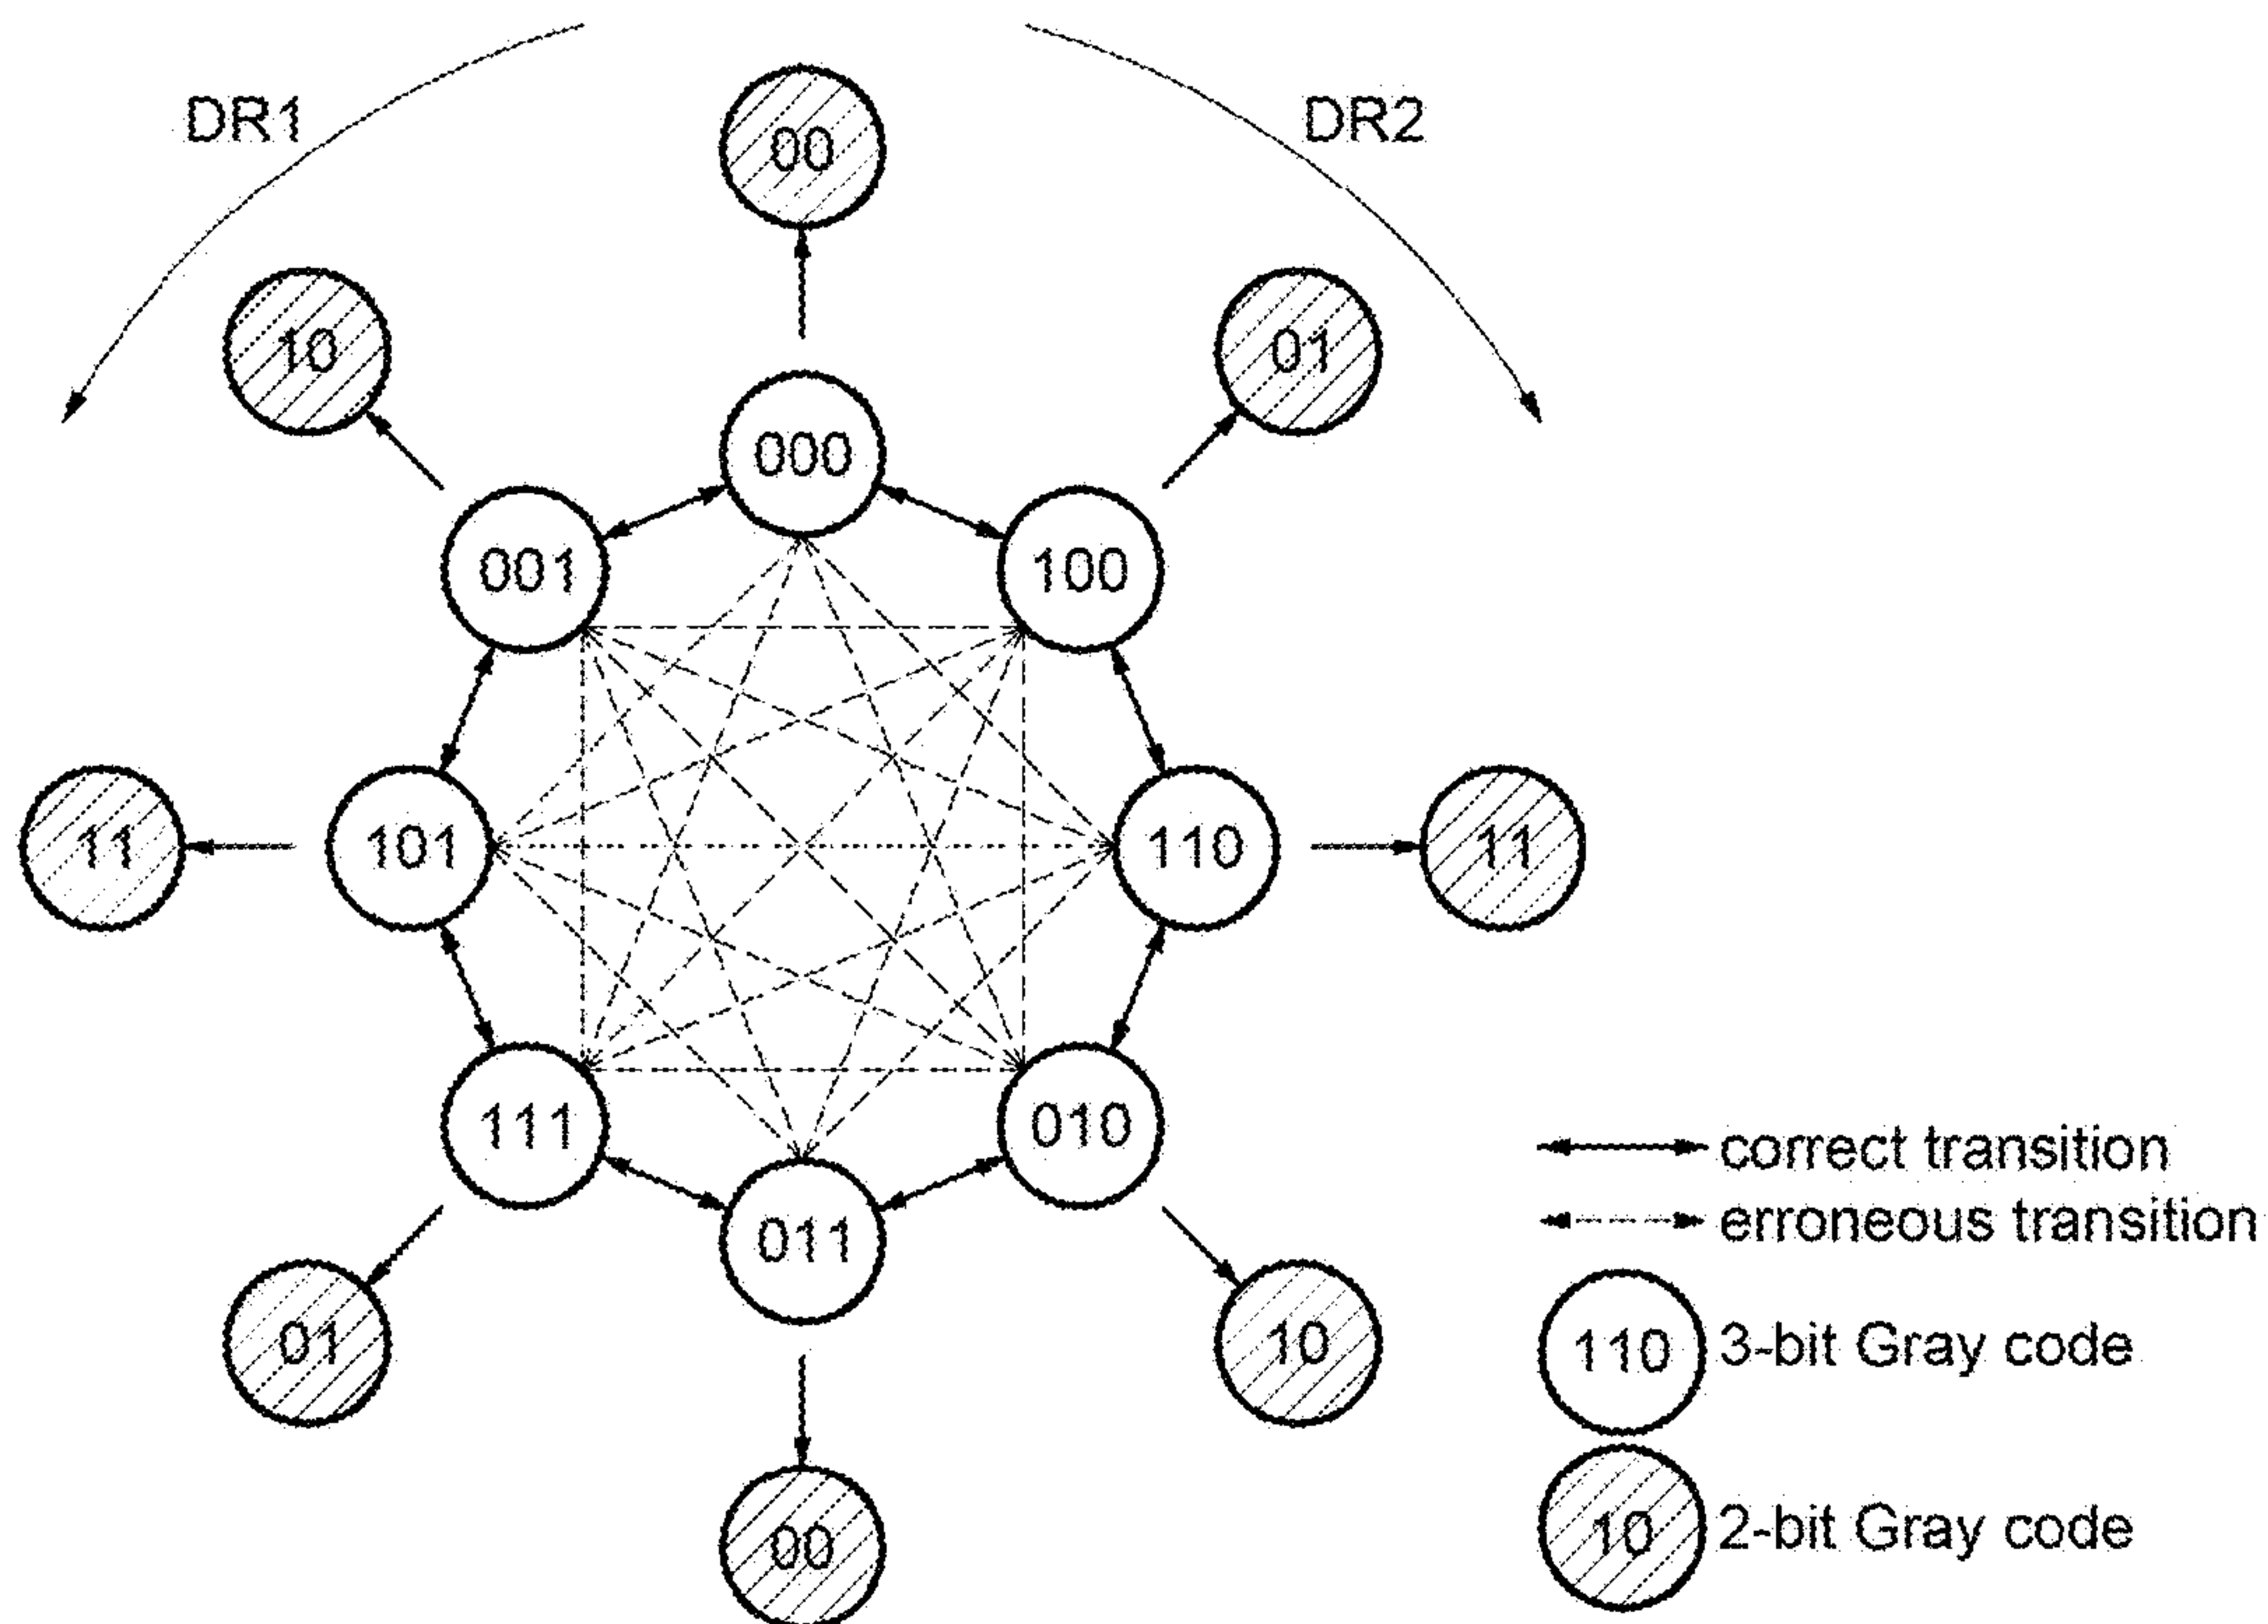 DR1
DR2
00
10
01
000
001
100
11
101
110
11
111
010
011
01
10
00
correct transition
erroneous transition
110 3-bit Gray code
10 2-bit Gray code